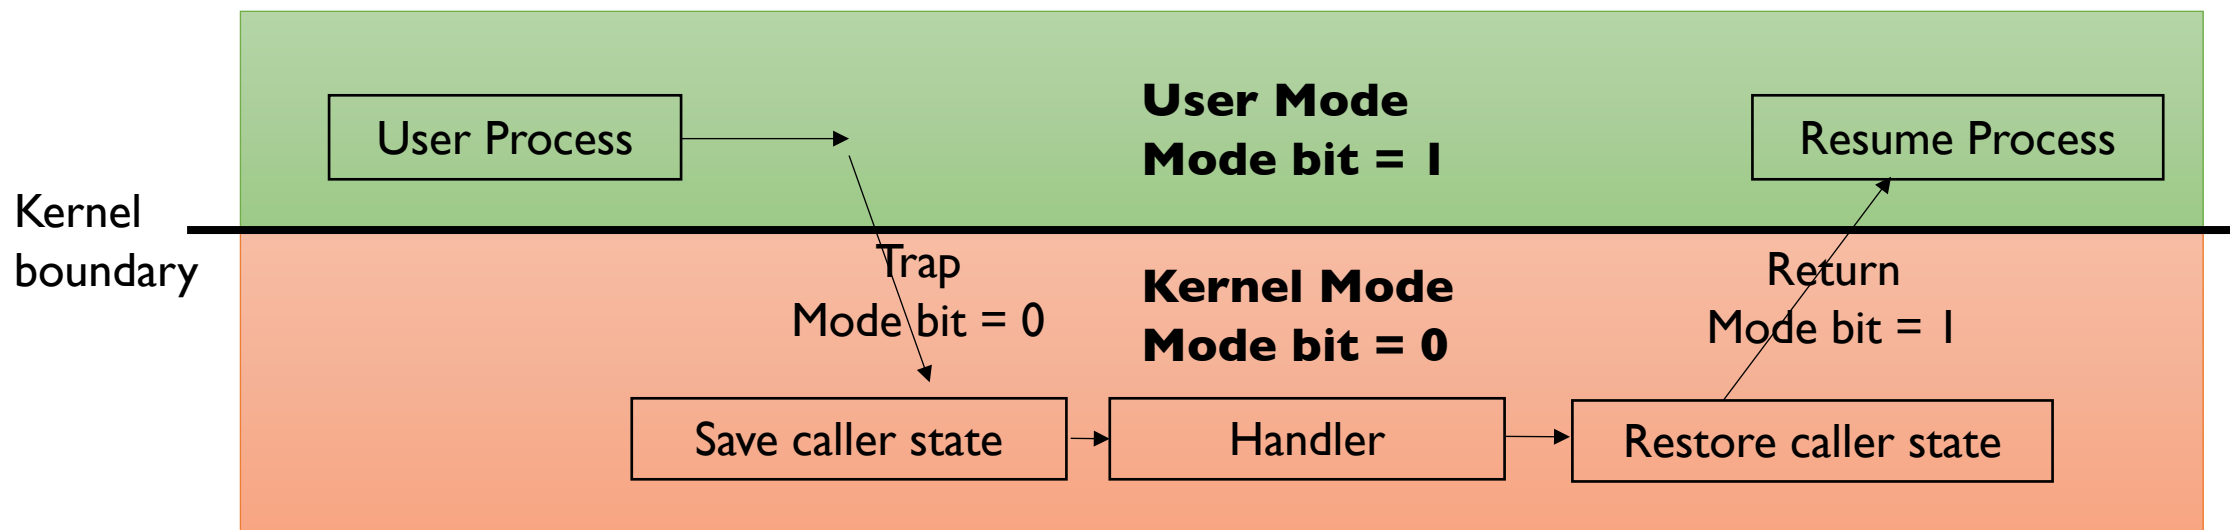 User Process
User Mode
Mode bit = 1
Resume Process
Kernel
boundary
Trap
Mode bit = 0
Kernel Mode
Mode bit = 0
Return
Mode bit = 1
Save caller state
Handler
Restore caller state